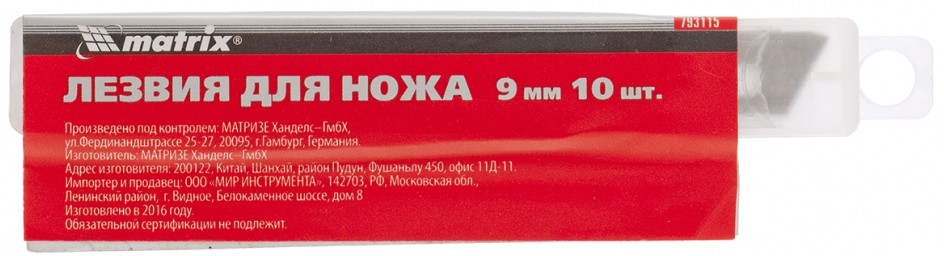 793115
matrix®
ЛЕЗВИЯ ДЛЯ НОЖА 9 мм 10 шт.
Произведено под контролем: МАТРИЗЕ Ханделс–ГмбХ,
ул.Фердинандштрассе 25-27, 20095, г.Гамбург, Германия.
Изготовитель: МАТРИЗЕ Ханделс–ГмбХ
Адрес изготовителя: 200122, Китай, Шанхай, район Пудун, Фушаньлу 450, офис 11Д-11.
Импортер и продавец: ООО «МИР ИНСТРУМЕНТА», 142703, РФ, Московская обл.,
Ленинский район, г. Видное, Белокаменное шоссе, дом 8
Изготовлено в 2016 году.
Обязательной сертификации не подлежит.